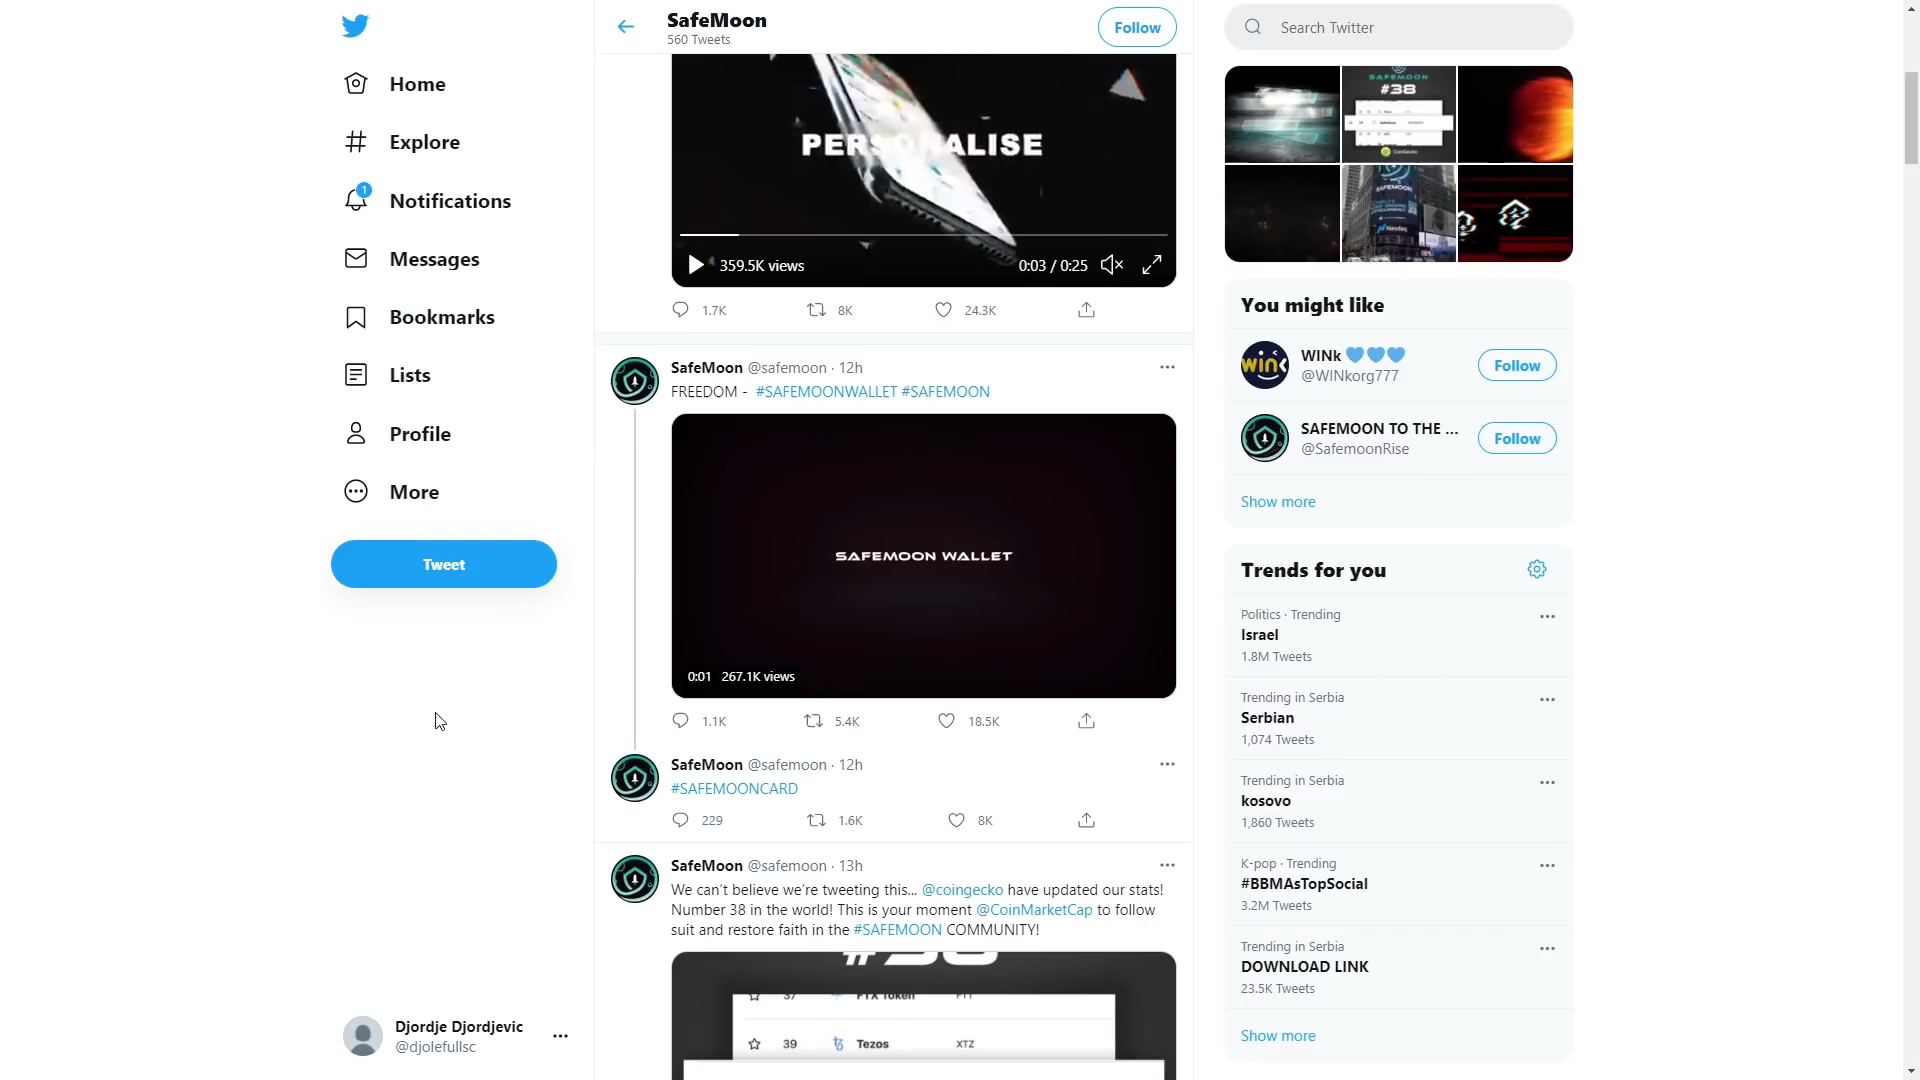 Home
Explore
1
Notifications
Messages
Bookmarks
Lists
Profile
More
Tweet
Djordje Djordjevic
@djolefullsc
SafeMoon
560 Tweets
Follow
PERSONALISE
359.5K views
0:03 / 0:25
1.7K
8K
24.3K
SafeMoon @safemoon · 12h
FREEDOM - #SAFEMOONWALLET #SAFEMOON
SAFEMOON WALLET
0:01 267.1K views
1.1K
5.4K
18.5K
SafeMoon @safemoon · 12h
#SAFEMOONCARD
229
1.6K
8K
SafeMoon @safemoon · 13h
We can't believe we're tweeting this... @coingecko have updated our stats!
Number 38 in the world! This is your moment @CoinMarketCap to follow
suit and restore faith in the #SAFEMOON COMMUNITY!
#38
37 FTX Token FTT
39 Tezos XTZ
Search Twitter
SAFEMOON
#38
CoinGecko
SAFEMOON
Nasdaq
You might like
WINk 💙💙💙
@WINkorg777
Follow
SAFEMOON TO THE ...
@SafemoonRise
Follow
Show more
Trends for you
Politics · Trending
Israel
1.8M Tweets
Trending in Serbia
Serbian
1,074 Tweets
Trending in Serbia
kosovo
1,860 Tweets
K-pop · Trending
#BBMAsTopSocial
3.2M Tweets
Trending in Serbia
DOWNLOAD LINK
23.5K Tweets
Show more